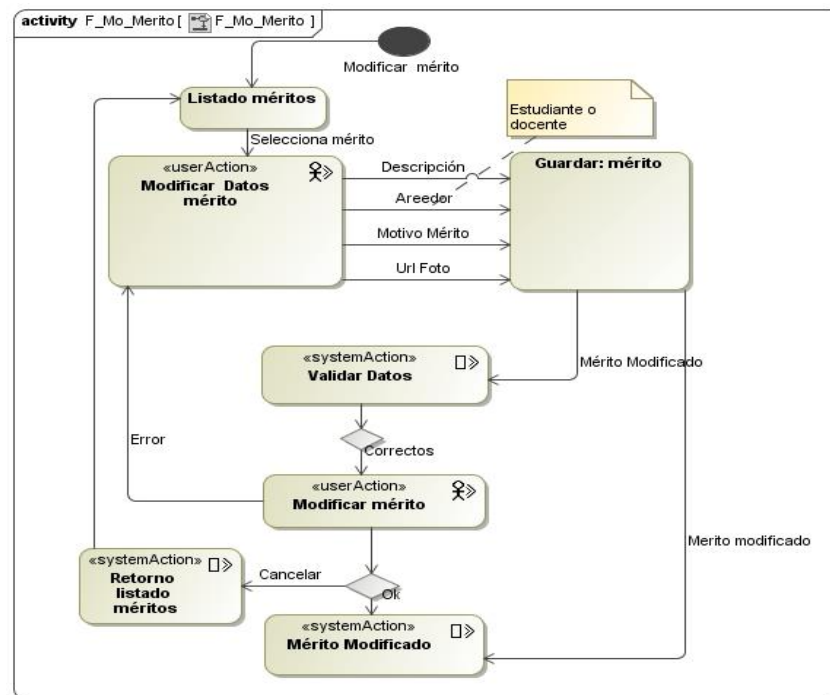 activity F_Mo_Merito [ F_Mo_Merito ]
Modificar mérito
Listado méritos
Estudiante o
docente
Selecciona mérito
«userAction»
Modificar Datos
mérito
Descripción
Areedor
Motivo Mérito
Url Foto
Guardar: mérito
«systemAction»
Validar Datos
Mérito Modificado
Error
Correctos
«userAction»
Modificar mérito
Merito modificado
«systemAction»
Retorno
listado
méritos
Cancelar
Ok
«systemAction»
Mérito Modificado